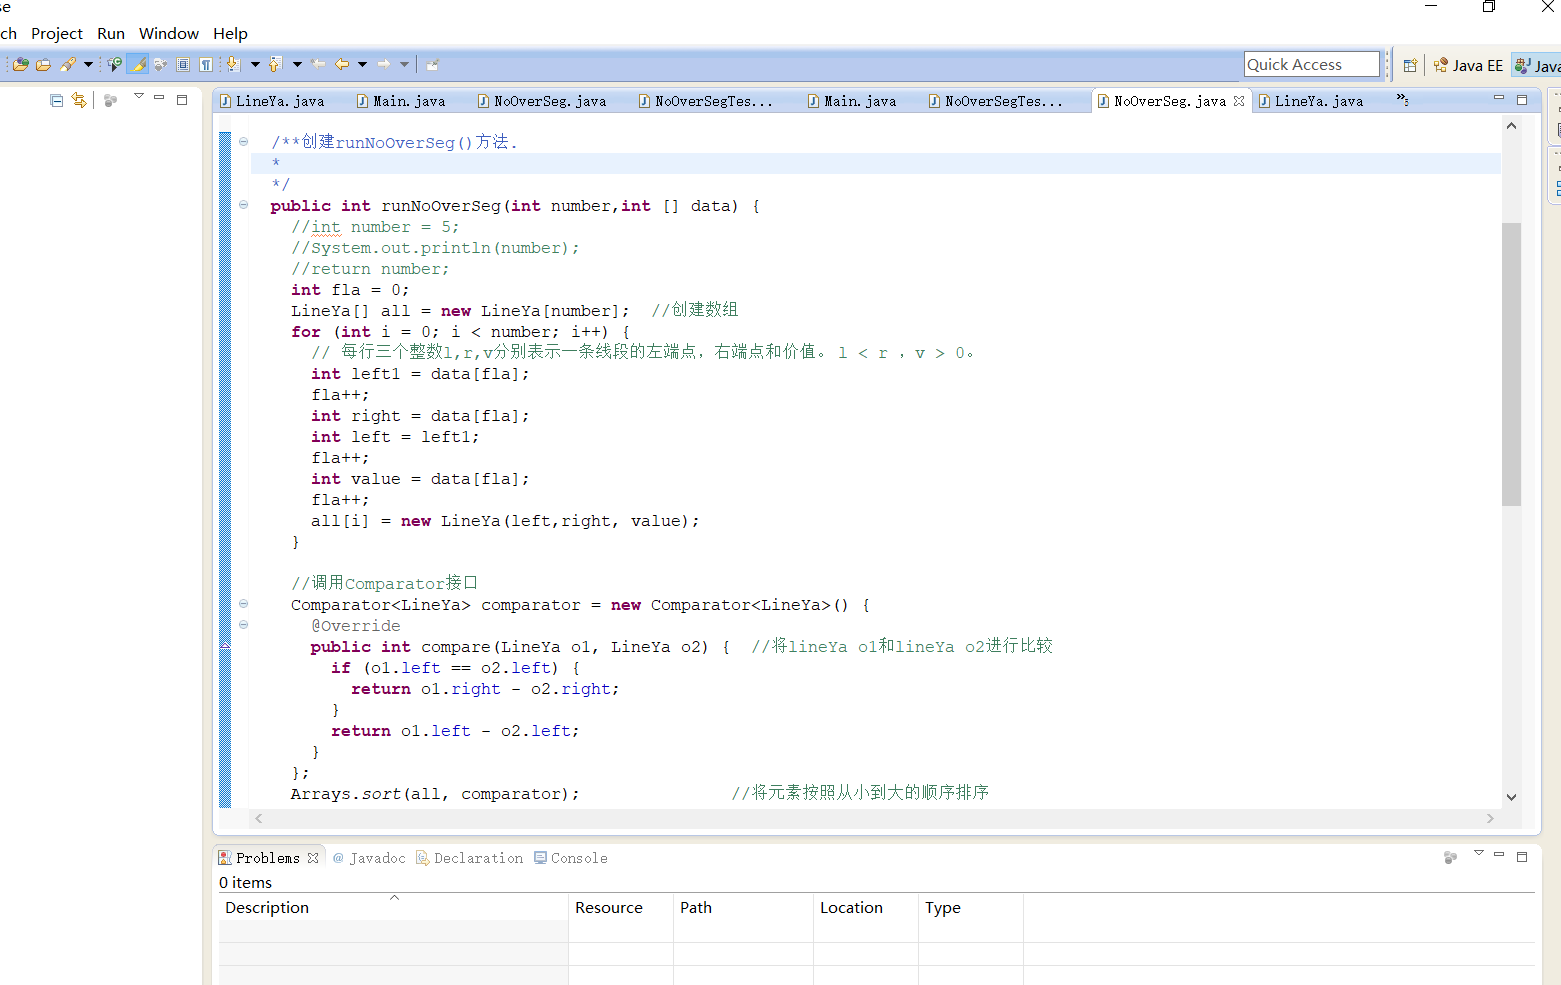 se
ch Project Run Window Help
Quick Access Java EE Java
LineYa.java Main.java NoOverSeg.java NoOverSegTes... Main.java NoOverSegTes... NoOverSeg.java LineYa.java »5
/**创建runNoOverSeg()方法.
*
*/
public int runNoOverSeg(int number,int [] data) {
//int number = 5;
//System.out.println(number);
//return number;
int fla = 0;
LineYa[] all = new LineYa[number]; //创建数组
for (int i = 0; i < number; i++) {
// 每行三个整数l,r,v分别表示一条线段的左端点，右端点和价值。 l < r ，v > 0。
int left1 = data[fla];
fla++;
int right = data[fla];
int left = left1;
fla++;
int value = data[fla];
fla++;
all[i] = new LineYa(left,right, value);
}
//调用Comparator接口
Comparator<LineYa> comparator = new Comparator<LineYa>() {
@Override
public int compare(LineYa o1, LineYa o2) { //将lineYa o1和lineYa o2进行比较
if (o1.left == o2.left) {
return o1.right - o2.right;
}
return o1.left - o2.left;
}
};
Arrays.sort(all, comparator); //将元素按照从小到大的顺序排序
Problems @ Javadoc Declaration Console
0 items
Description Resource Path Location Type